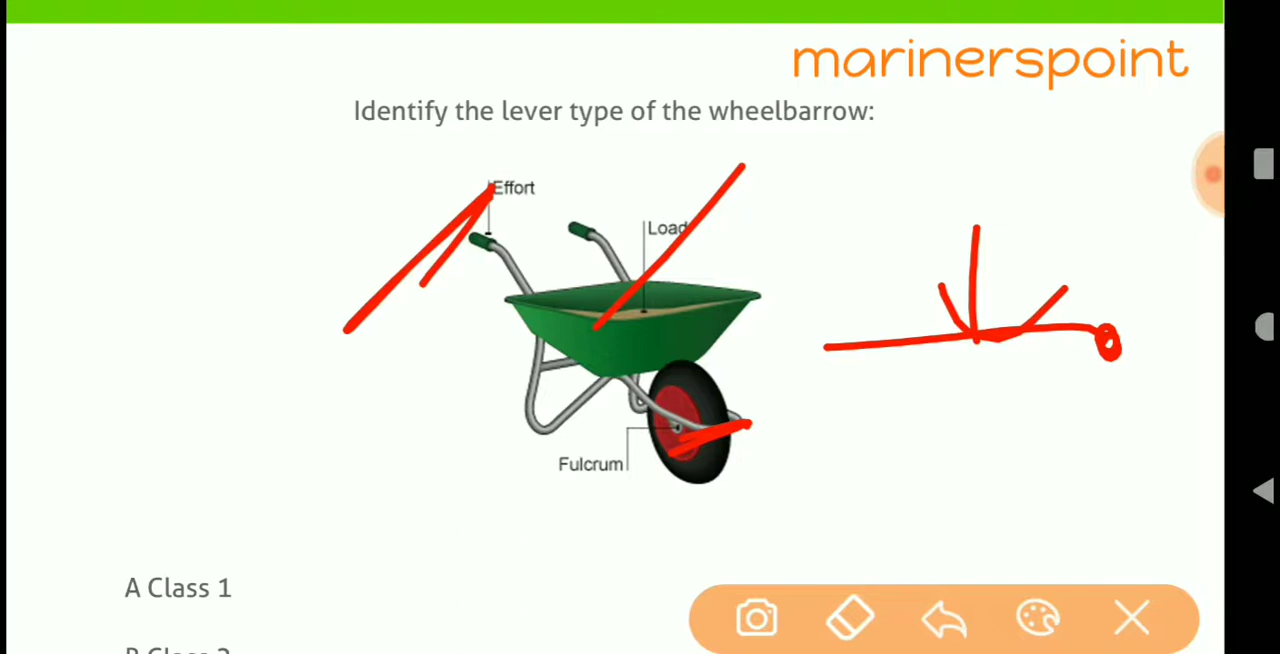 marinerspoint
Identify the lever type of the wheelbarrow:
Effort
Load
Fulcrum
A Class 1